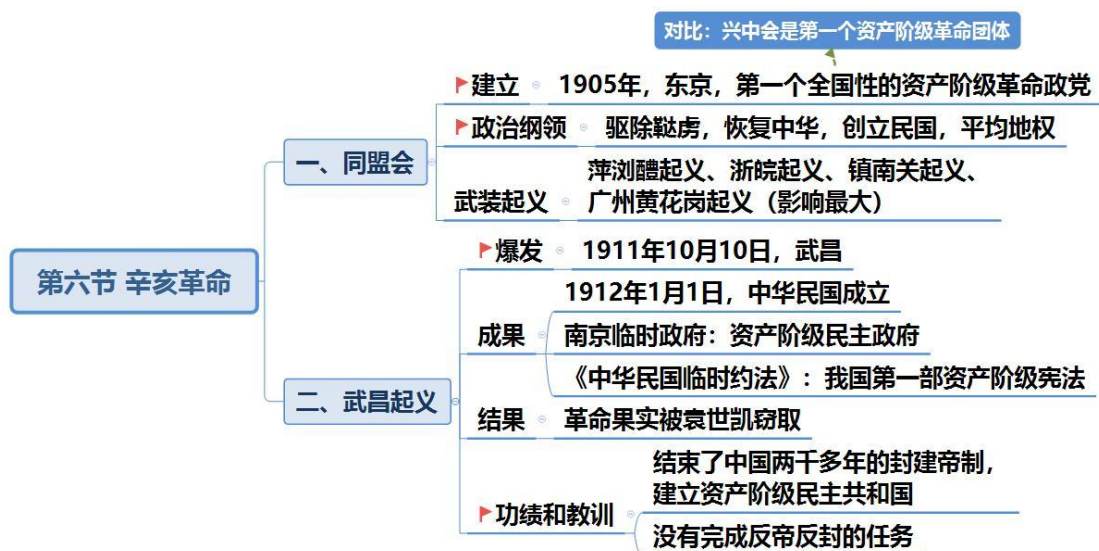 对比：兴中会是第一个资产阶级革命团体
建立
1905年，东京，第一个全国性的资产阶级革命政党
政治纲领
驱除鞑虏，恢复中华，创立民国，平均地权
一、同盟会
武装起义
萍浏醴起义、浙皖起义、镇南关起义、
广州黄花岗起义（影响最大）
第六节 辛亥革命
爆发
1911年10月10日，武昌
1912年1月1日，中华民国成立
成果
南京临时政府：资产阶级民主政府
《中华民国临时约法》：我国第一部资产阶级宪法
二、武昌起义
结果
革命果实被袁世凯窃取
功绩和教训
结束了中国两千多年的封建帝制，
建立资产阶级民主共和国
没有完成反帝反封的任务